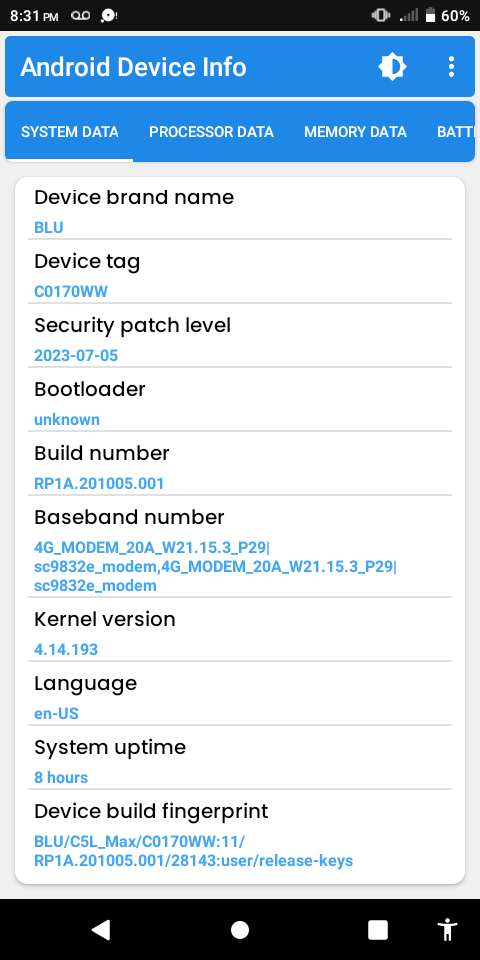 8:31 PM 60%
Android Device Info
SYSTEM DATA PROCESSOR DATA MEMORY DATA BATT
Device brand name
BLU
Device tag
C0170WW
Security patch level
2023-07-05
Bootloader
unknown
Build number
RP1A.201005.001
Baseband number
4G_MODEM_20A_W21.15.3_P29|
sc9832e_modem,4G_MODEM_20A_W21.15.3_P29|
sc9832e_modem
Kernel version
4.14.193
Language
en-US
System uptime
8 hours
Device build fingerprint
BLU/C5L_Max/C0170WW:11/
RP1A.201005.001/28143:user/release-keys